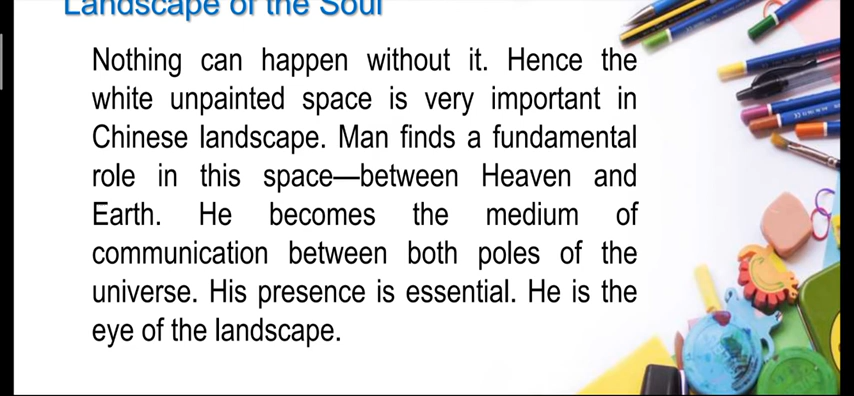 Landscape of the Soul
Nothing can happen without it. Hence the
white unpainted space is very important in
Chinese landscape. Man finds a fundamental
role in this space—between Heaven and
Earth. He becomes the medium of
communication between both poles of the
universe. His presence is essential. He is the
eye of the landscape.